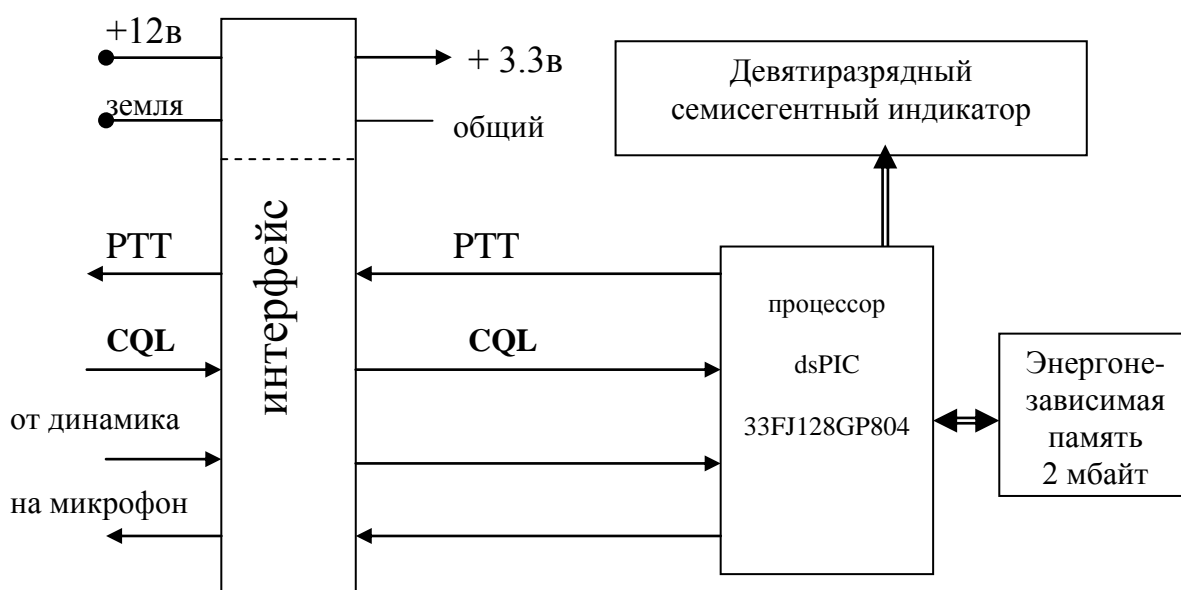 +12в
+ 3.3в
земля
общий
Девятиразрядный
семисегентный индикатор
интерфейс
PTT
PTT
CQL
CQL
от динамика
на микрофон
процессор
dsPIC
33FJ128GP804
Энергоне-
зависимая
память
2 мбайт